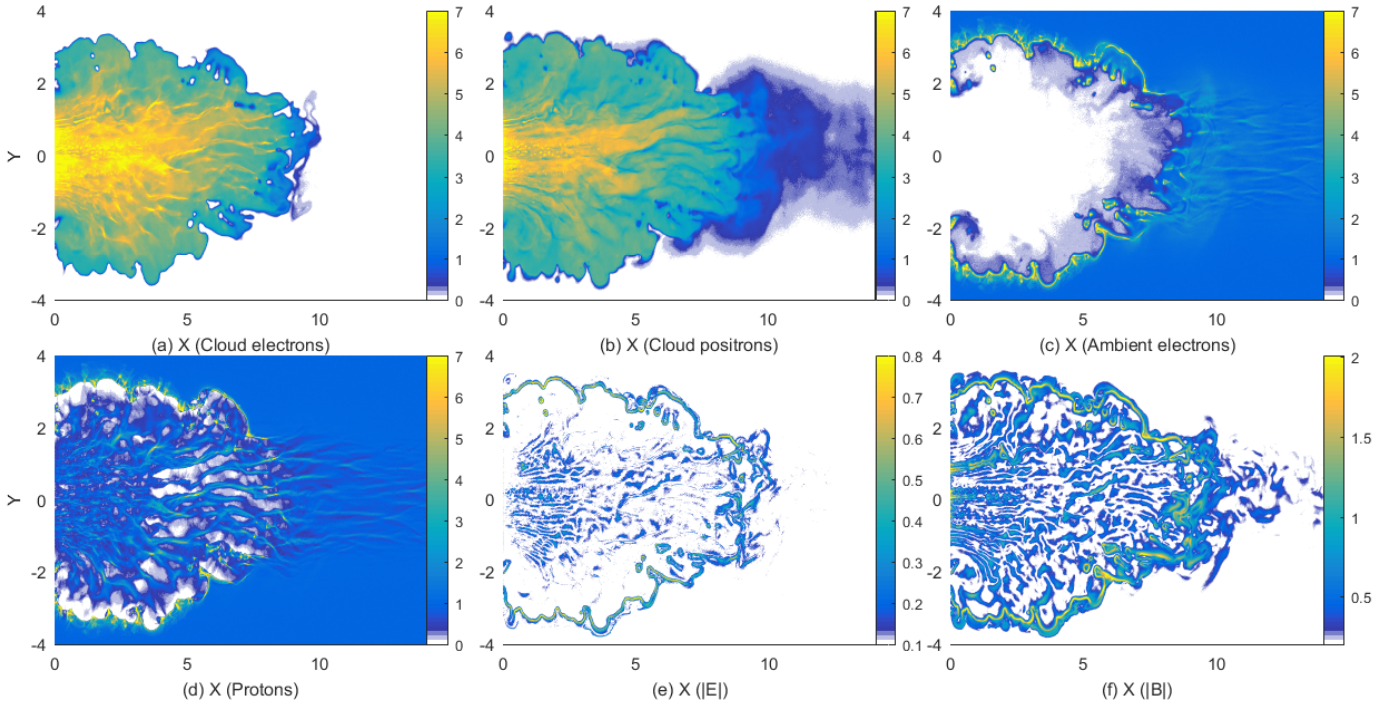 4 7 4 7 4 7
6 6 6
2 5 2 5 2 5
4 4 4
Y 0 0 0
3 3 3
-2 2 -2 2 -2 2
1 1 1
-4 0 -4 0 -4 0
0 5 10 0 5 10 0 5 10
(a) X (Cloud electrons) (b) X (Cloud positrons) (c) X (Ambient electrons)
4 7 4 0.8 4 2
6 0.7
2 5 2 0.6 2 1.5
4
Y 0 0 0.5 0
3 0.4 1
-2 2 -2 0.3 -2
1 0.2 0.5
-4 0 -4 0.1 -4
0 5 10 0 5 10 0 5 10
(d) X (Protons) (e) X (|E|) (f) X (|B|)